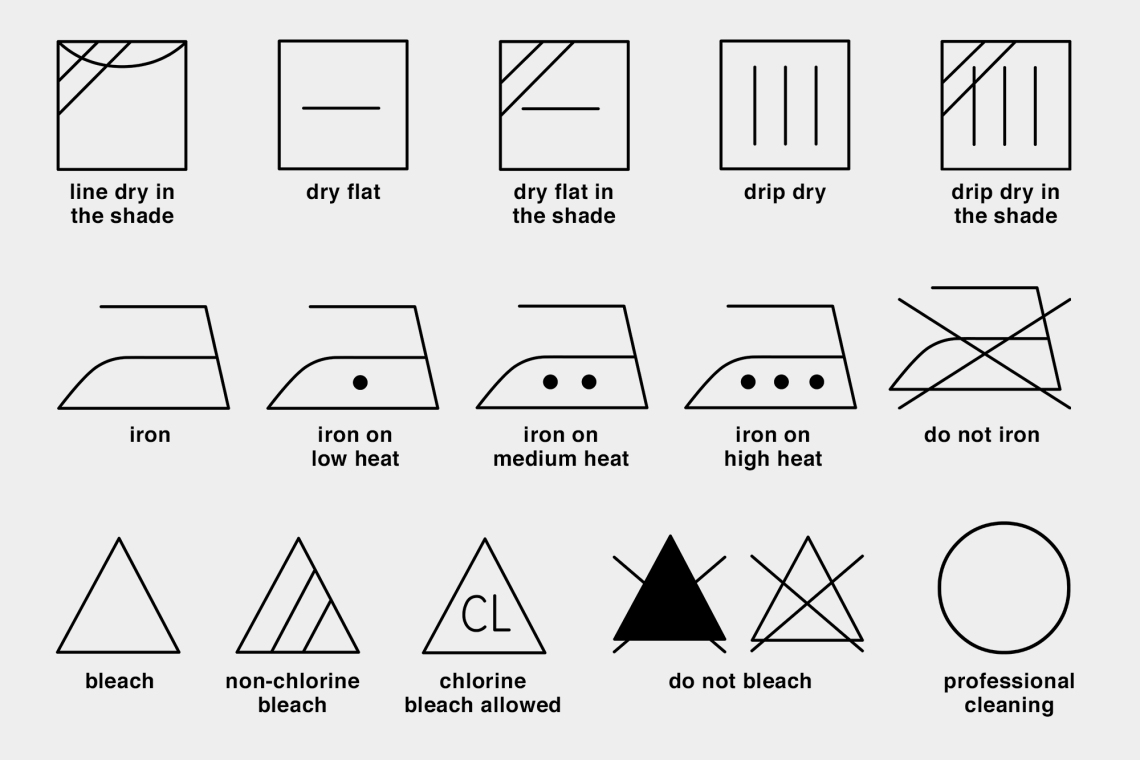 line dry in
the shade
dry flat
dry flat in
the shade
drip dry
drip dry in
the shade
iron
iron on
low heat
iron on
medium heat
iron on
high heat
do not iron
CL
bleach
non-chlorine
bleach
chlorine
bleach allowed
do not bleach
professional
cleaning